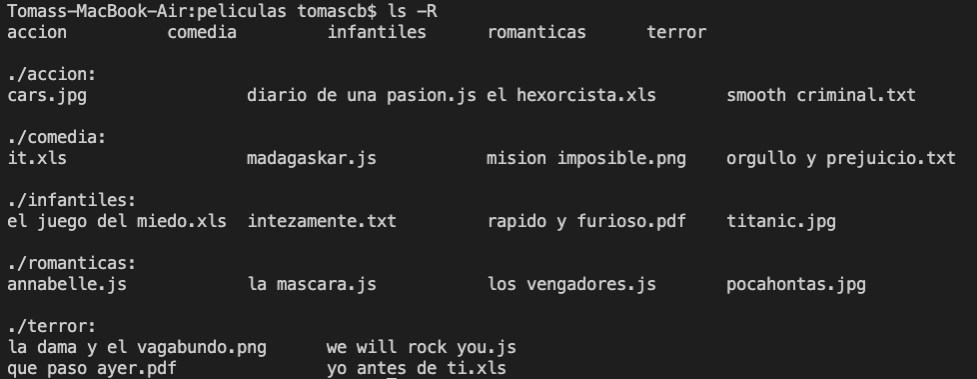 Tomass-MacBook-Air:peliculas tomascb$ ls -R
accion comedia infantiles romanticas terror
./accion:
cars.jpg diario de una pasion.js el hexorcista.xls smooth criminal.txt
./comedia:
it.xls madagaskar.js mision imposible.png orgullo y prejuicio.txt
./infantiles:
el juego del miedo.xls intezamente.txt rapido y furioso.pdf titanic.jpg
./romanticas:
annabelle.js la mascara.js los vengadores.js pocahontas.jpg
./terror:
la dama y el vagabundo.png we will rock you.js
que paso ayer.pdf yo antes de ti.xls